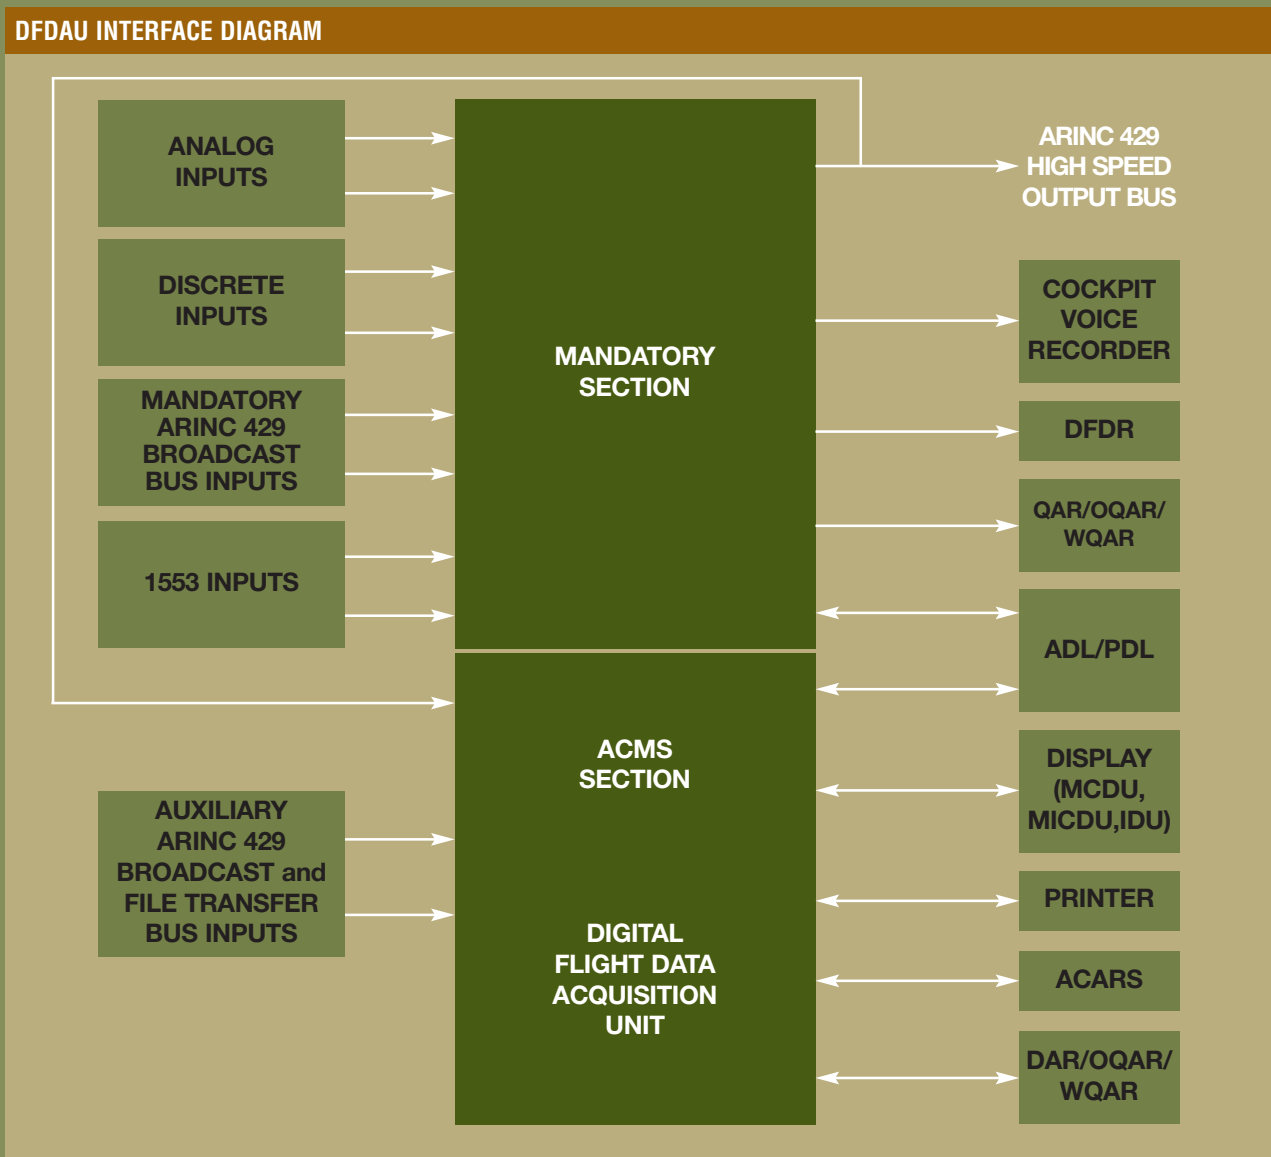 DFDAU INTERFACE DIAGRAM
ANALOG
INPUTS
DISCRETE
INPUTS
MANDATORY
ARINC 429
BROADCAST
BUS INPUTS
1553 INPUTS
AUXILIARY
ARINC 429
BROADCAST and
FILE TRANSFER
BUS INPUTS
MANDATORY
SECTION
ACMS
SECTION
DIGITAL
FLIGHT DATA
ACQUISITION
UNIT
ARINC 429
HIGH SPEED
OUTPUT BUS
COCKPIT
VOICE
RECORDER
DFDR
QAR/OQAR/
WQAR
ADL/PDL
DISPLAY
(MCDU,
MICDU,IDU)
PRINTER
ACARS
DAR/OQAR/
WQAR